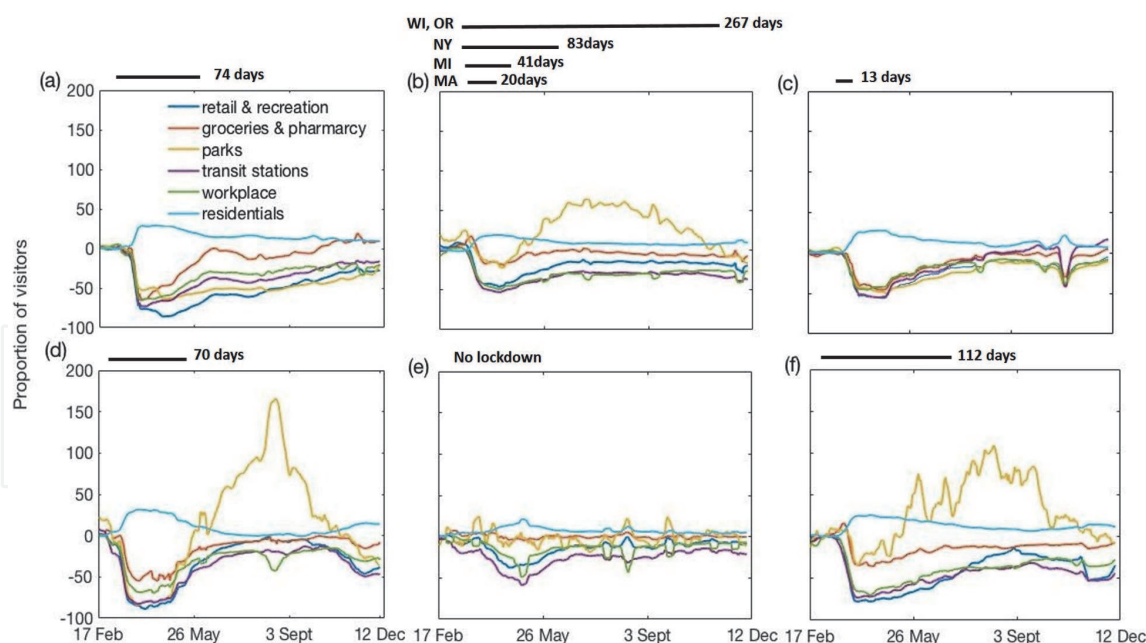 WI, OR 267 days
NY 83days
MI 41days
MA 20days
(a) 74 days
(b)
(c) 13 days
200
150
100
50
0
-50
-100
retail & recreation
groceries & pharmarcy
parks
transit stations
workplace
residentials
Proportion of visitors
(d) 70 days
(e) No lockdown
(f) 112 days
200
150
100
50
0
-50
-100
17 Feb 26 May 3 Sept 12 Dec
26 May 3 Sept 12 Dec
17 Feb 26 May 3 Sept 12 Dec